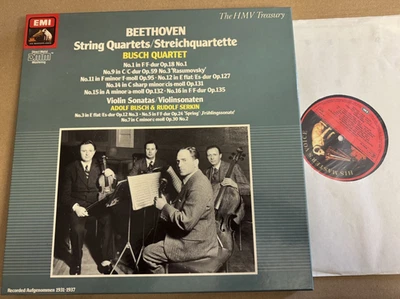 The HMV Treasury
EMI
BEETHOVEN
String Quartets/Streichquartette
BUSCH QUARTET
No.1 in F F-dur Op.18 No.1
No.9 in C C-dur Op.59 No.3 'Rasumovsky'
No.11 in F minor F-moll Op.95 · No.12 in E flat Es-dur Op.127
No.14 in C sharp minor cis-moll Op.131
No.15 in A minor a-moll Op.132 · No.16 in F F-dur Op.135
Violin Sonatas/Violinsonaten
ADOLF BUSCH & RUDOLF SERKIN
No.3 in E flat Es-dur Op.12 No.3 · No.5 in F F-dur Op.24 'Spring' 'Frühlingssonate'
No.7 in C minor c-moll Op.30 No.2
Recorded Aufgenommen 1932-1937
HIS MASTER'S VOICE